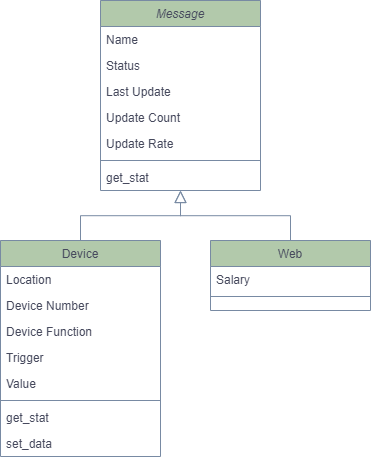 Message
Name
Status
Last Update
Update Count
Update Rate
get_stat
Device
Location
Device Number
Device Function
Trigger
Value
get_stat
set_data
Web
Salary